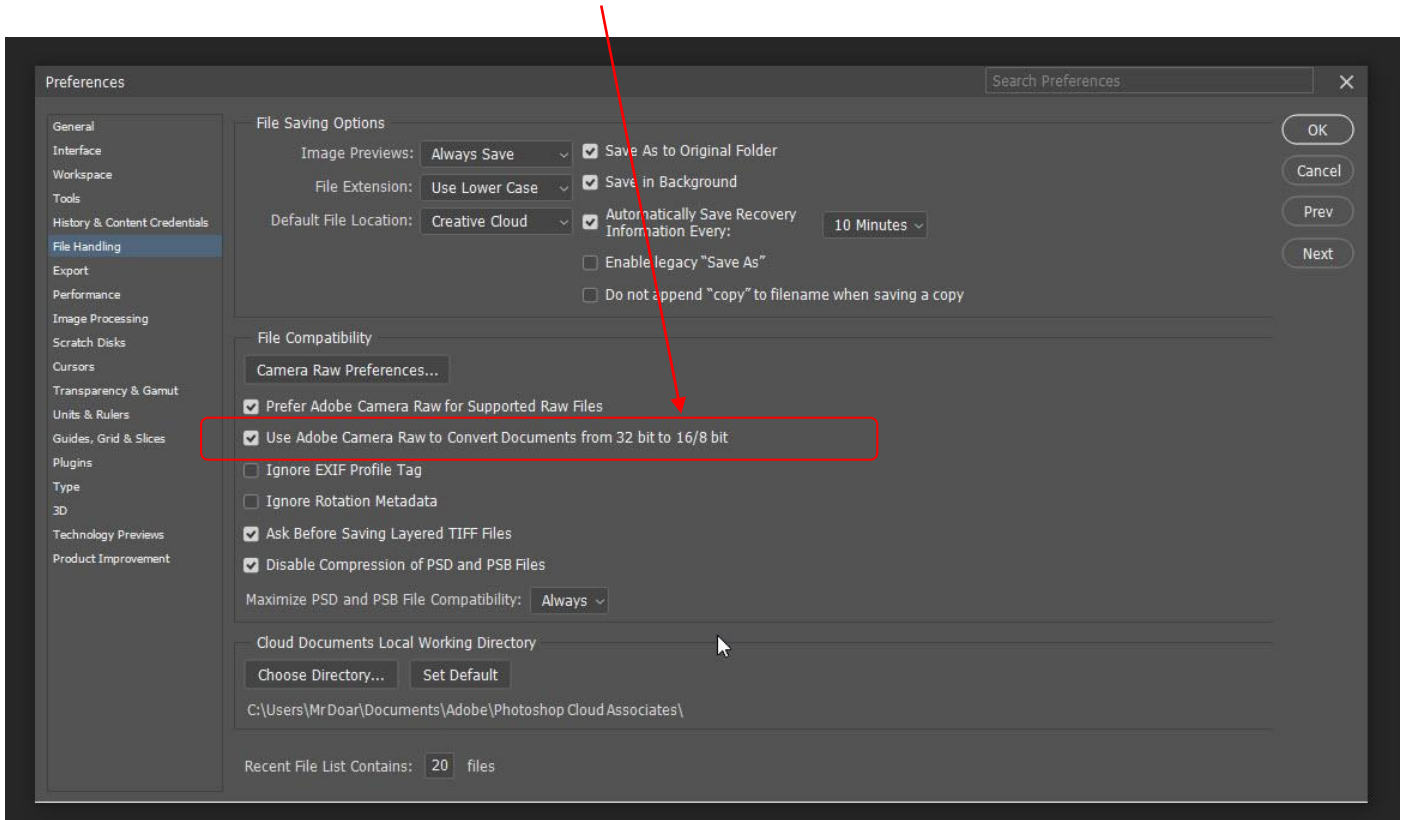 Preferences
Search Preferences
General
Interface
Workspace
Tools
History & Content Credentials
File Handling
Export
Performance
Image Processing
Scratch Disks
Cursors
Transparency & Gamut
Units & Rulers
Guides, Grid & Slices
Plugins
Type
3D
Technology Previews
Product Improvement
File Saving Options
Image Previews: Always Save
File Extension: Use Lower Case
Default File Location: Creative Cloud
Save As to Original Folder
Save in Background
Automatically Save Recovery
Information Every: 10 Minutes
Enable legacy “Save As”
Do not append “copy” to filename when saving a copy
File Compatibility
Camera Raw Preferences...
Prefer Adobe Camera Raw for Supported Raw Files
Use Adobe Camera Raw to Convert Documents from 32 bit to 16/8 bit
Ignore EXIF Profile Tag
Ignore Rotation Metadata
Ask Before Saving Layered TIFF Files
Disable Compression of PSD and PSB Files
Maximize PSD and PSB File Compatibility: Always
Cloud Documents Local Working Directory
Choose Directory... Set Default
C:\Users\MrDoar\Documents\Adobe\Photoshop Cloud Associates\
Recent File List Contains: 20 files
OK
Cancel
Prev
Next